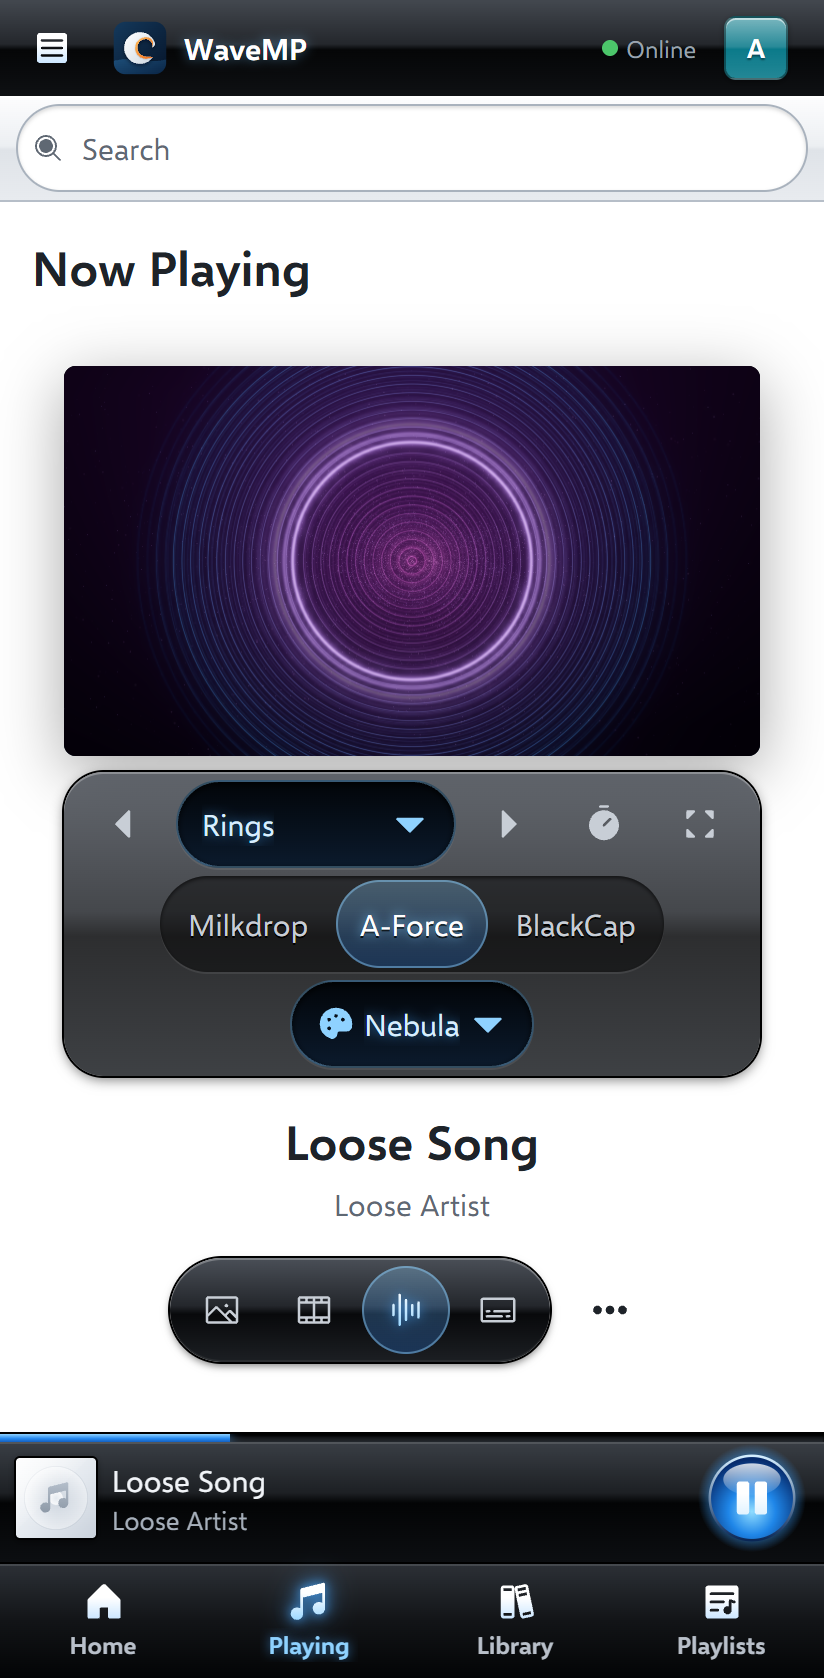 WaveMP
Online
A
Search
Now Playing
Rings
Milkdrop
A-Force
BlackCap
Nebula
Loose Song
Loose Artist
Loose Song
Loose Artist
Home
Playing
Library
Playlists